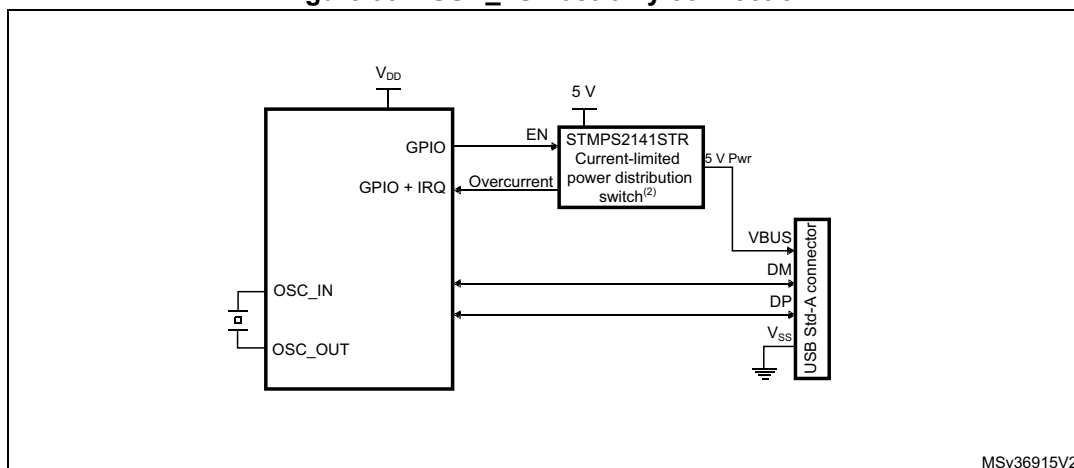 V_DD
5 V
GPIO
EN
STMPS2141STR
Current-limited
power distribution
switch(2)
5 V Pwr
GPIO + IRQ
Overcurrent
VBUS
DM
DP
V_SS
USB Std-A connector
OSC_IN
OSC_OUT
MSv36915V2